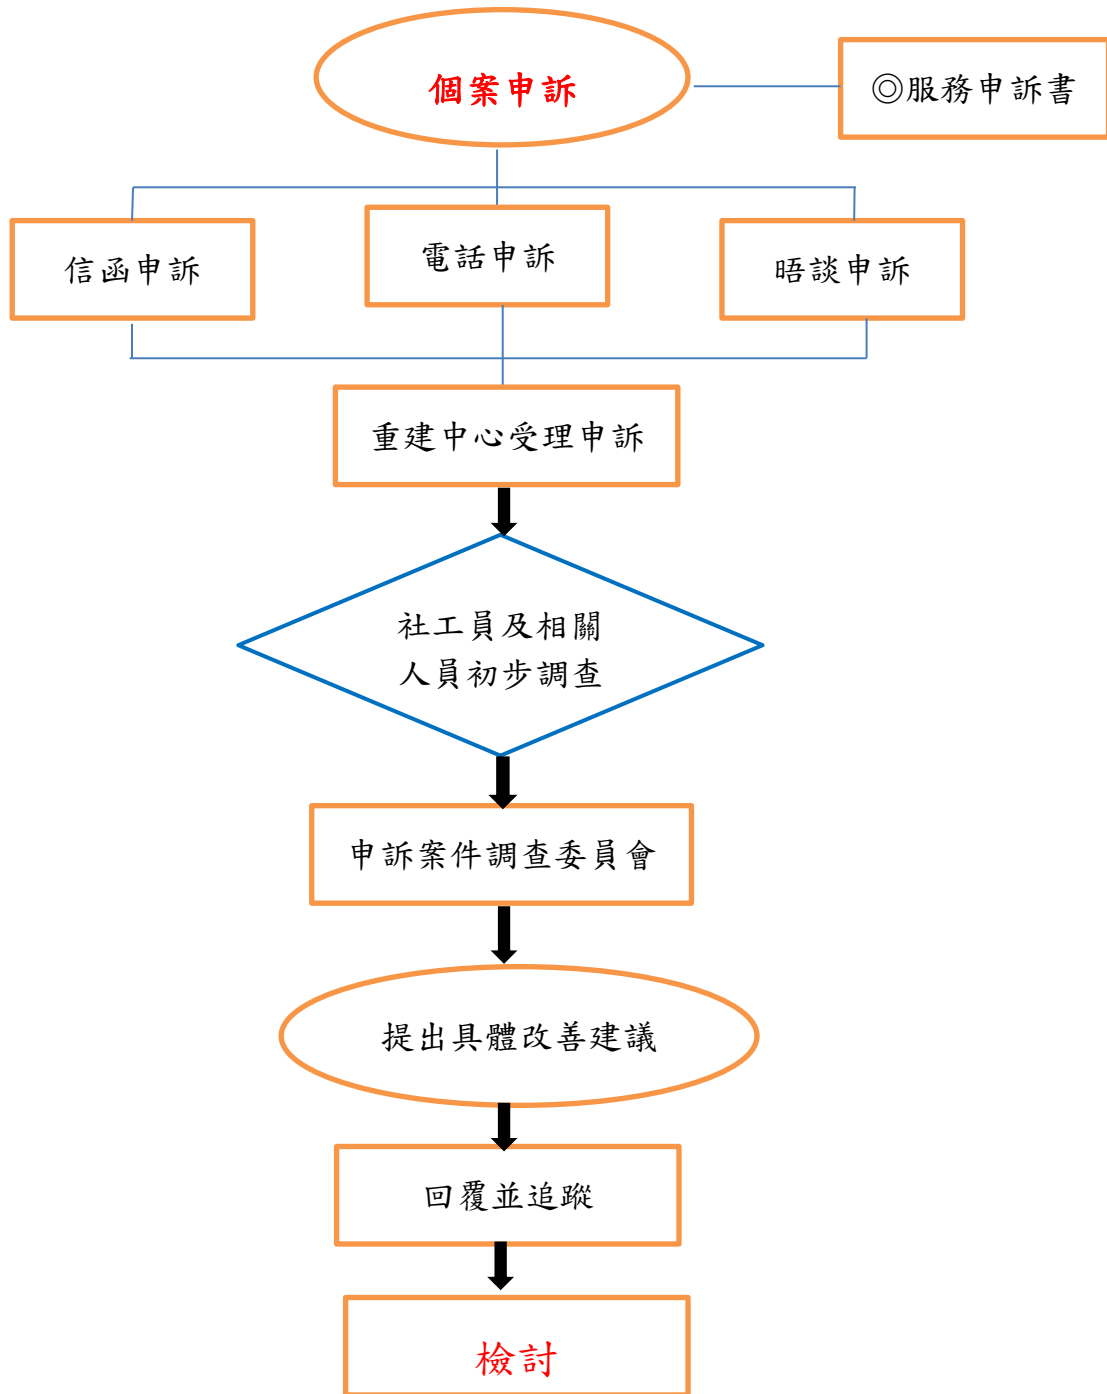 個案申訴
◎服務申訴書
信函申訴
電話申訴
晤談申訴
重建中心受理申訴
社工員及相關
人員初步調查
申訴案件調查委員會
提出具體改善建議
回覆並追蹤
檢討